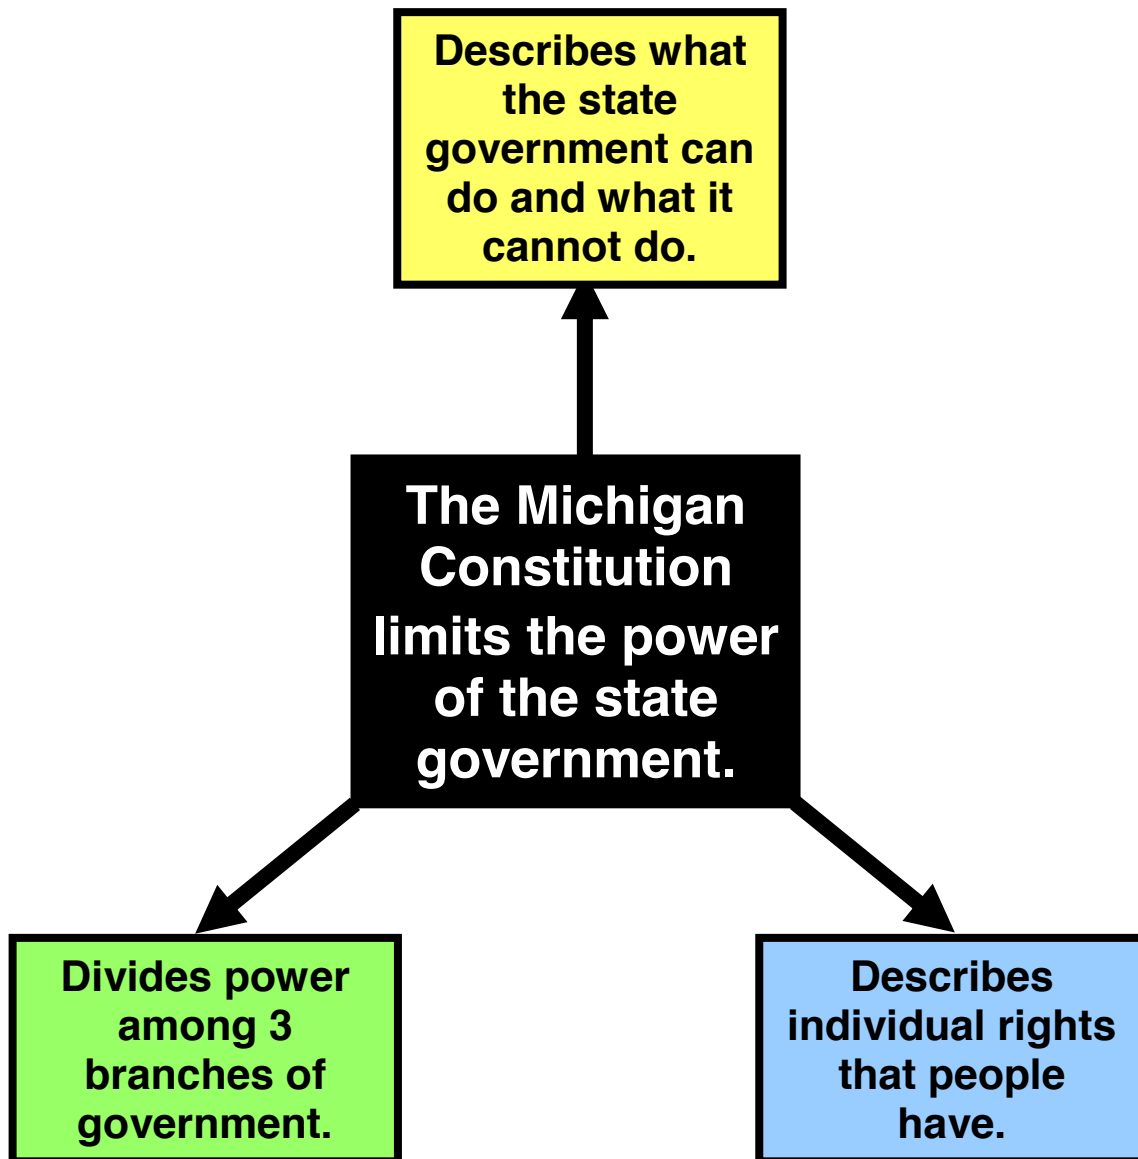 Describes what
the state
government can
do and what it
cannot do.
The Michigan
Constitution
limits the power
of the state
government.
Divides power
among 3
branches of
government.
Describes
individual rights
that people
have.